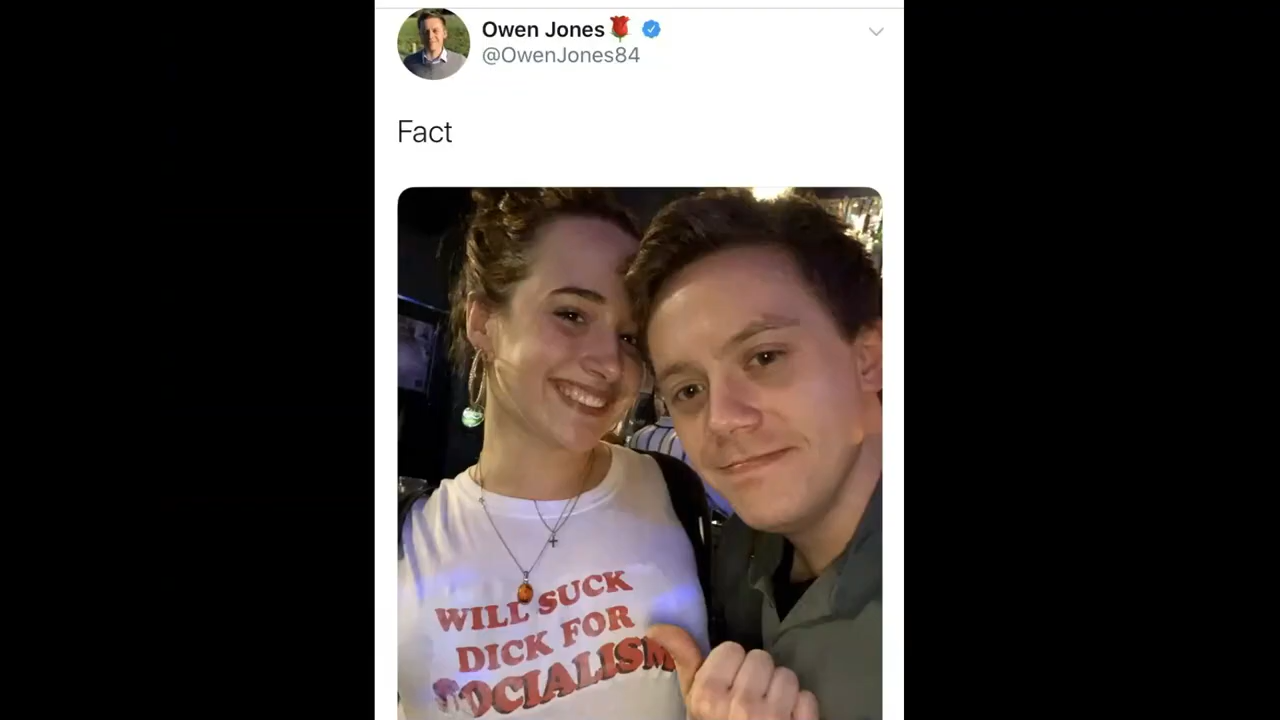 Owen Jones
@OwenJones84
Fact
WILL SUCK
DICK FOR
SOCIALISM